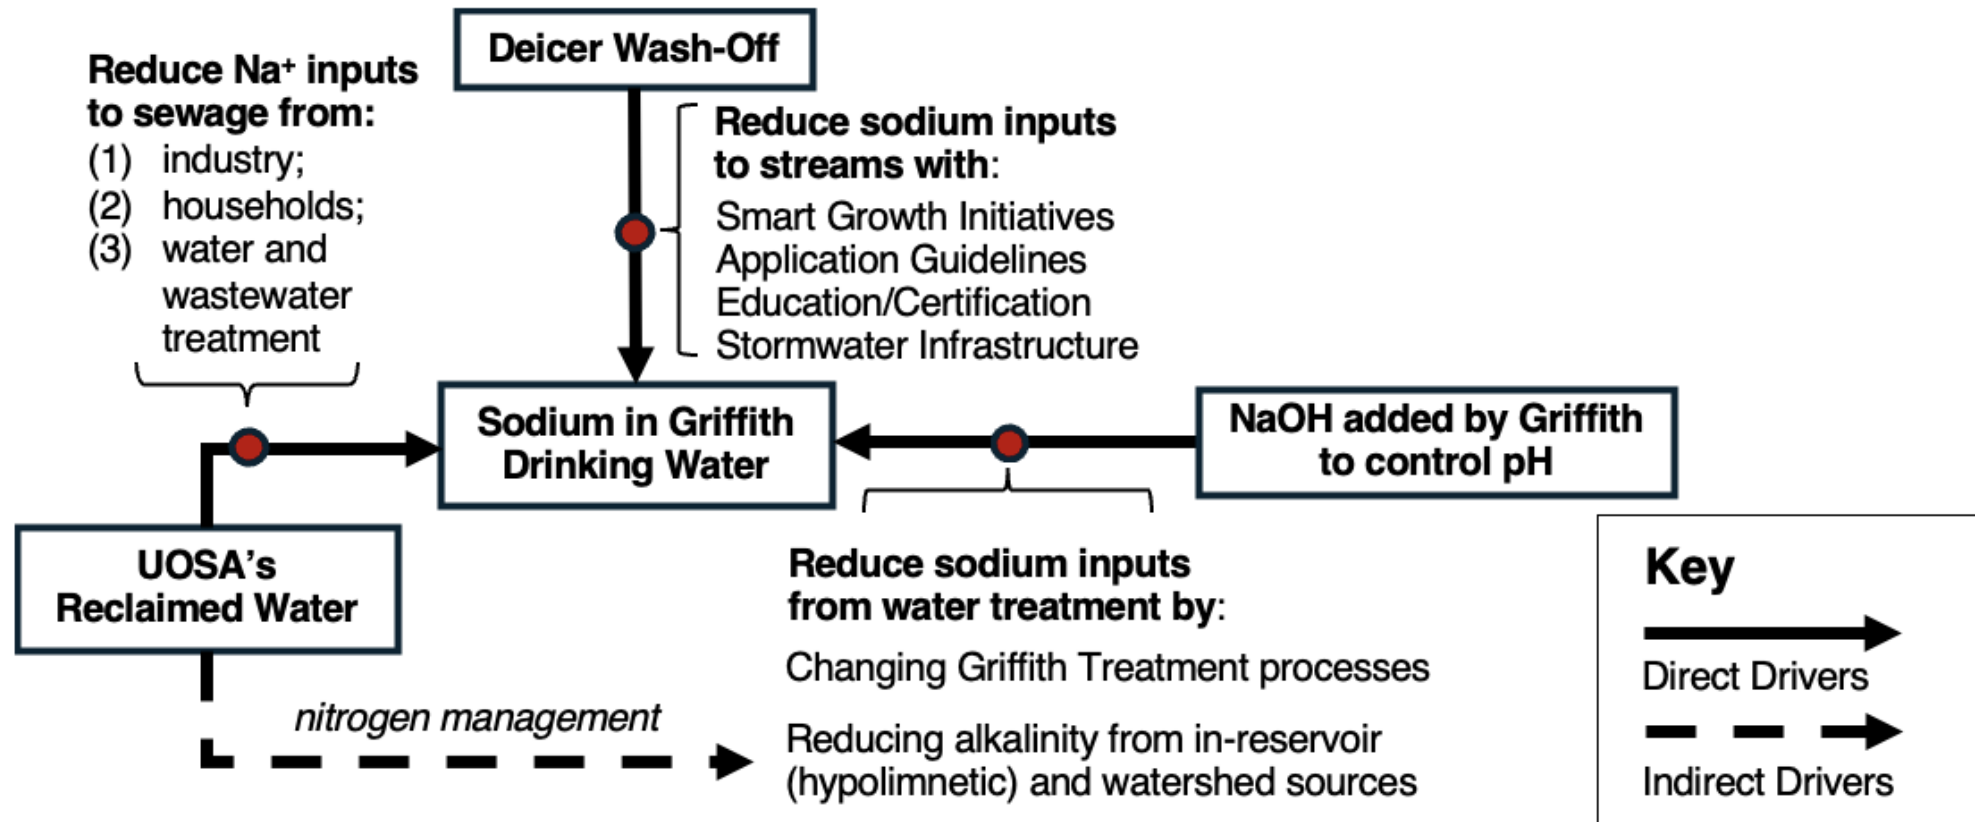 Deicer Wash-Off
Reduce Na⁺ inputs
to sewage from:
(1) industry;
(2) households;
(3) water and
wastewater
treatment
Reduce sodium inputs
to streams with:
Smart Growth Initiatives
Application Guidelines
Education/Certification
Stormwater Infrastructure
Sodium in Griffith
Drinking Water
NaOH added by Griffith
to control pH
UOSA's
Reclaimed Water
nitrogen management
Reduce sodium inputs
from water treatment by:
Changing Griffith Treatment processes
Reducing alkalinity from in-reservoir
(hypolimnetic) and watershed sources
Key
Direct Drivers
Indirect Drivers